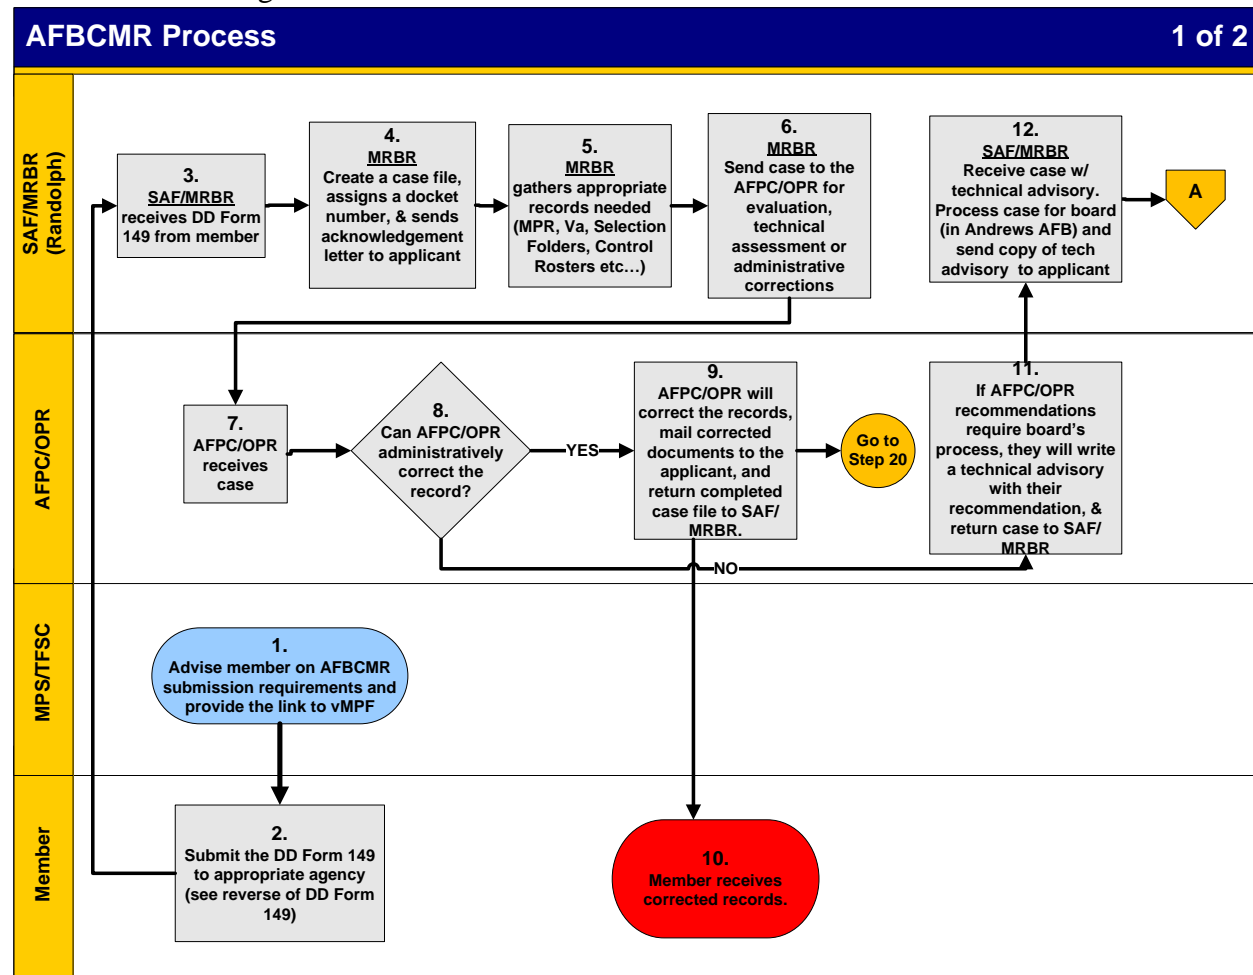 AFBCMR Process
1 of 2
SAF/MRBR
(Randolph)
3.
SAF/MRBR
receives DD Form
149 from member
4.
MRBR
Create a case file,
assigns a docket
number, & sends
acknowledgement
letter to applicant
5.
MRBR
gathers appropriate
records needed
(MPR, Va, Selection
Folders, Control
Rosters etc…)
6.
MRBR
Send case to the
AFPC/OPR for
evaluation,
technical
assessment or
administrative
corrections
12.
SAF/MRBR
Receive case w/
technical advisory.
Process case for board
(in Andrews AFB) and
send copy of tech
advisory to applicant
A
AFPC/OPR
7.
AFPC/OPR
receives
case
8.
Can AFPC/OPR
administratively
correct the
record?
YES
NO
9.
AFPC/OPR will
correct the records,
mail corrected
documents to the
applicant, and
return completed
case file to SAF/
MRBR.
Go to
Step 20
11.
If AFPC/OPR
recommendations
require board's
process, they will write
a technical advisory
with their
recommendation, &
return case to SAF/
MRBR
MPS/TFSC
1.
Advise member on AFBCMR
submission requirements and
provide the link to vMPF
Member
2.
Submit the DD Form 149
to appropriate agency
(see reverse of DD Form
149)
10.
Member receives
corrected records.